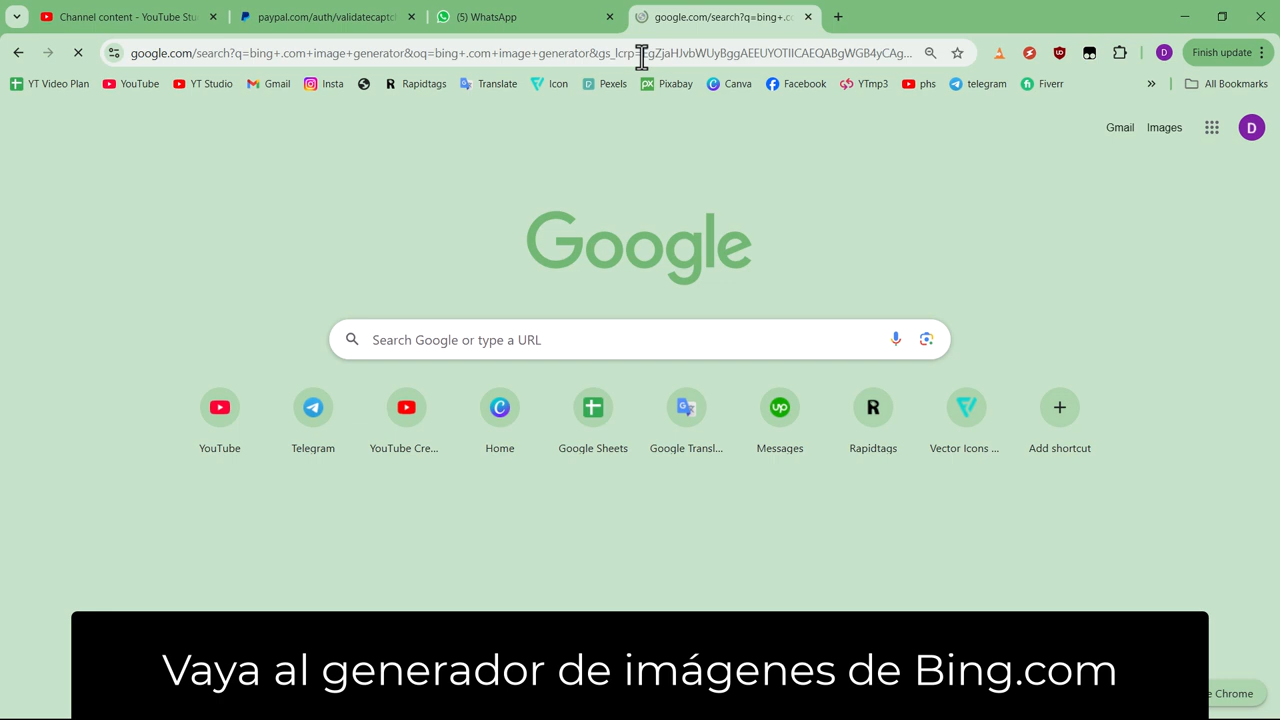 Channel content - YouTube Stu
paypal.com/auth/validatecaptcl
(5) WhatsApp
google.com/search?q=bing+.co
google.com/search?q=bing+.com+image+generator&oq=bing+.com+image+generator&gs_lcrp=EgZjaHJvbWUyBggAEEUYOTIICAEQABgWGB4yCAg...
Finish update
YT Video Plan
YouTube
YT Studio
Gmail
Insta
Rapidtags
Translate
Icon
Pexels
Pixabay
Canva
Facebook
YTmp3
phs
telegram
Fiverr
All Bookmarks
Gmail
Images
D
Google
Search Google or type a URL
YouTube
Telegram
YouTube Cre...
Home
Google Sheets
Google Transl...
Messages
Rapidtags
Vector Icons ...
Add shortcut
Vaya al generador de imágenes de Bing.com
e Chrome